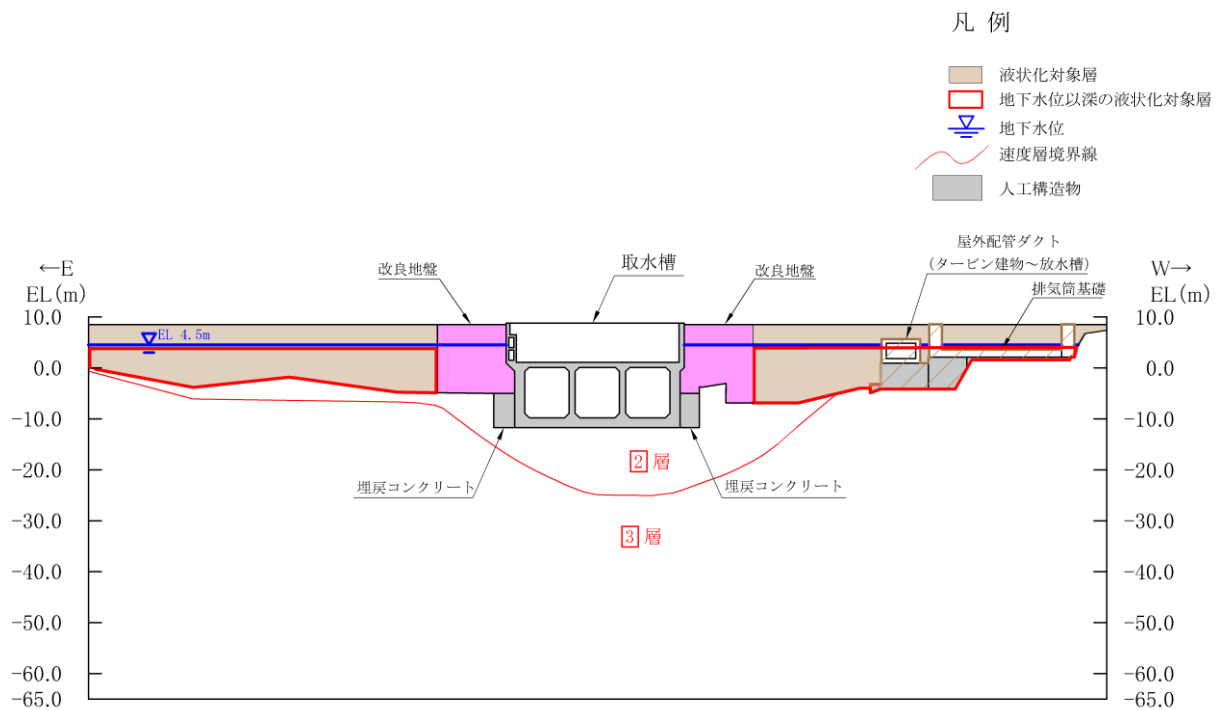 凡 例
液状化対象層
地下水位以深の液状化対象層
地下水位
速度層境界線
人工構造物
屋外配管ダクト
(タービン建物～放水槽)
←E
EL(m)
改良地盤
取水槽
改良地盤
排気筒基礎
W→
EL(m)
EL 4.5m
10.0
0.0
-10.0
-20.0
-30.0
-40.0
-50.0
-60.0
-65.0
2 層
埋戻コンクリート
埋戻コンクリート
3 層
10.0
0.0
-10.0
-20.0
-30.0
-40.0
-50.0
-60.0
-65.0